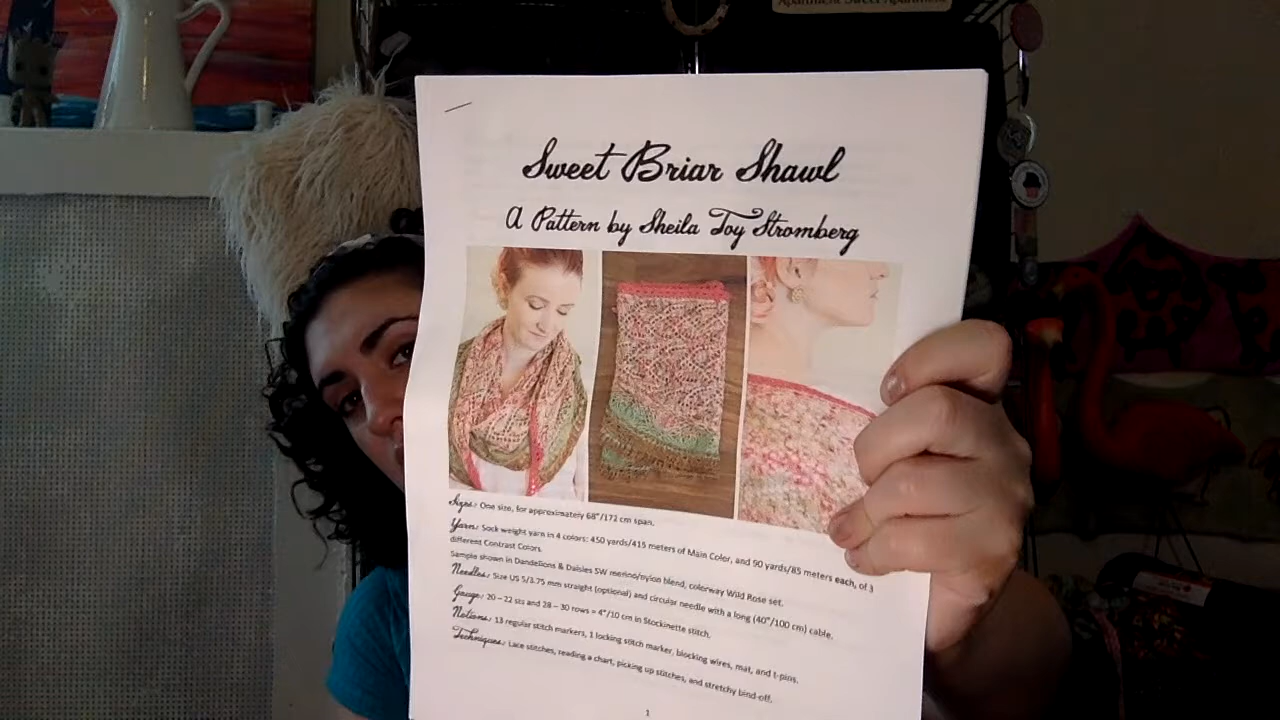 Apartment Sweet Apartment
Sweet Briar Shawl
A Pattern by Sheila Toy Stromberg
Sizes: One size, for approximately 68"/172 cm span.
Yarn: Sock weight yarn in 4 colors: 450 yards/415 meters of Main Color, and 90 yards/85 meters each, of 3
different Contrast Colors.
Sample shown in Dandelions & Daisies SW merino/nylon blend, colorway Wild Rose set.
Needles: Size US 5/3.75 mm straight (optional) and circular needle with a long (40"/100 cm) cable.
Gauge: 20 – 22 sts and 28 – 30 rows = 4"/10 cm in Stockinette stitch.
Notions: 13 regular stitch markers, 1 locking stitch marker, blocking wires, mat, and t-pins.
Techniques: Lace stitches, reading a chart, picking up stitches, and stretchy bind-off.
1